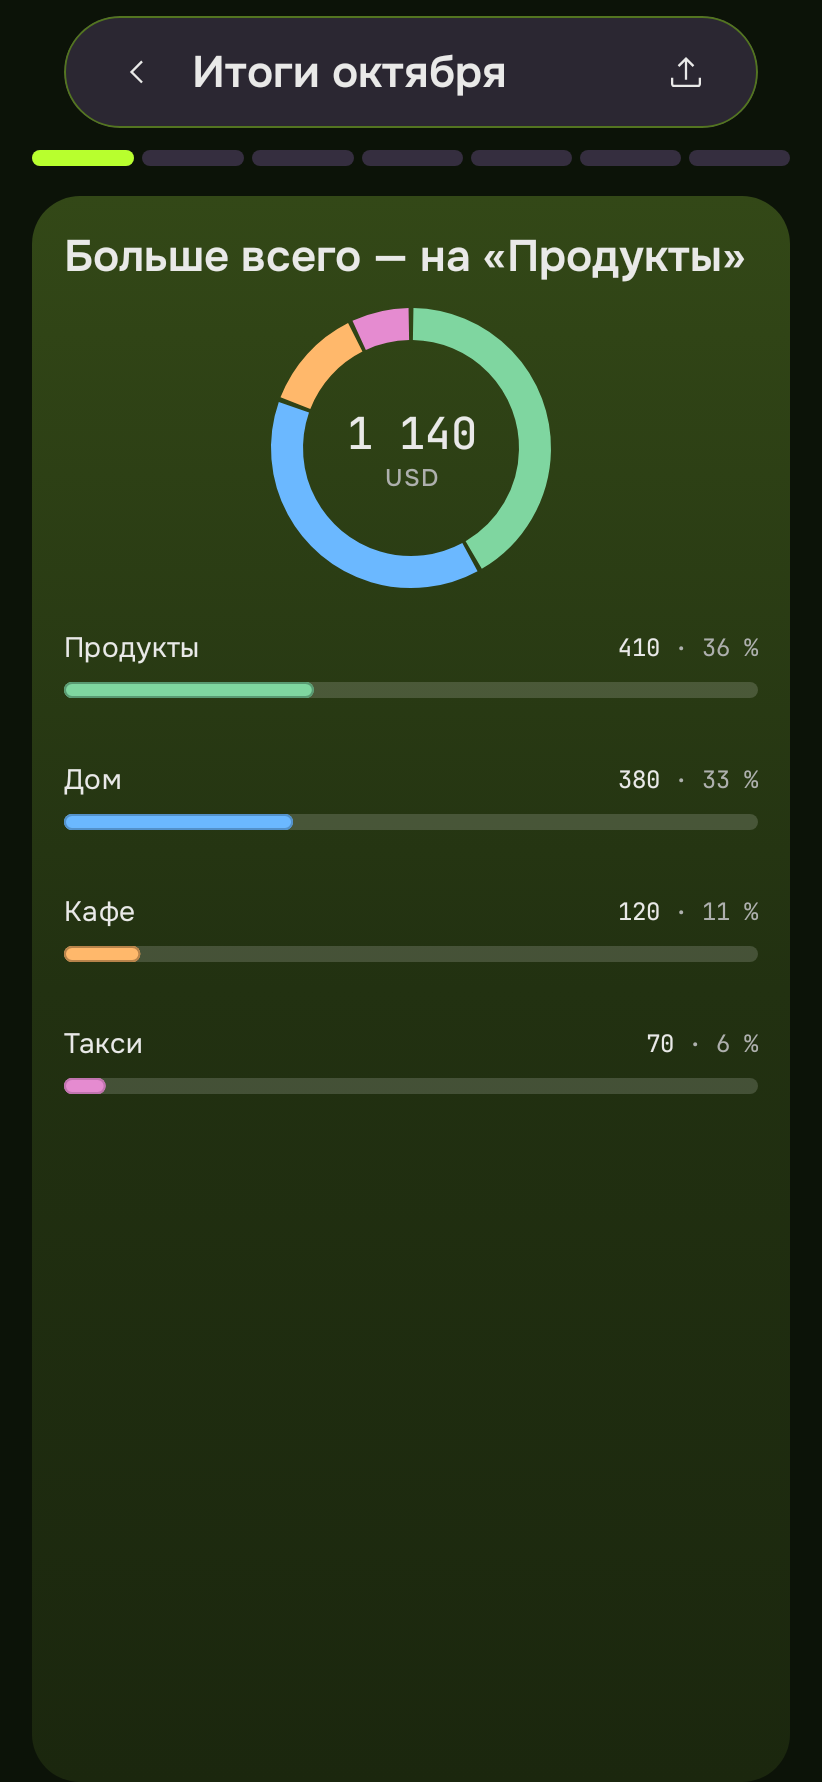 Итоги октября
Больше всего — на «Продукты»
1 140
USD
Продукты 410 · 36 %
Дом 380 · 33 %
Кафе 120 · 11 %
Такси 70 · 6 %